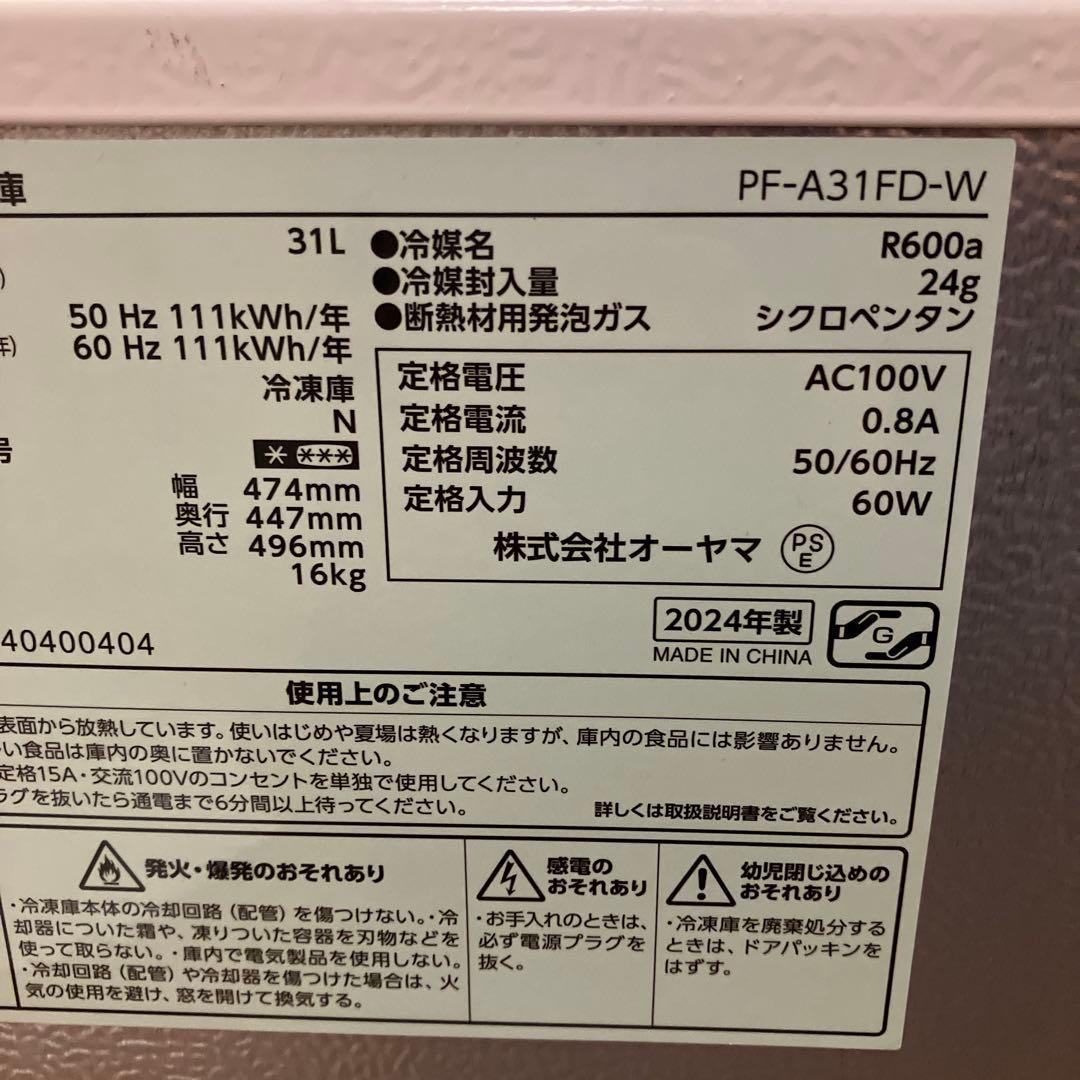 庫
PF-A31FD-W
31L
50 Hz 111kWh/年
年)
60 Hz 111kWh/年
冷凍庫
N
号
幅 474mm
奥行 447mm
高さ 496mm
16kg
40400404
●冷媒名 R600a
●冷媒封入量 24g
●断熱材用発泡ガス シクロペンタン
定格電圧 AC100V
定格電流 0.8A
定格周波数 50/60Hz
定格入力 60W
株式会社オーヤマ PSE
2024年製
MADE IN CHINA
G
使用上のご注意
表面から放熱しています。使いはじめや夏場は熱くなりますが、庫内の食品には影響ありません。
い食品は庫内の奥に置かないでください。
定格15A・交流100Vのコンセントを単独で使用してください。
ラグを抜いたら通電まで6分間以上待ってください。
詳しくは取扱説明書をご覧ください。
発火・爆発のおそれあり
・冷凍庫本体の冷却回路(配管)を傷つけない。・冷
却器についた霜や、凍りついた容器を刃物などを
使って取らない。・庫内で電気製品を使用しない。
・冷却回路(配管)や冷却器を傷つけた場合は、火
気の使用を避け、窓を開けて換気する。
感電の
おそれあり
・お手入れのときは、
必ず電源プラグを
抜く。
幼児閉じ込めの
おそれあり
・冷凍庫を廃棄処分する
ときは、ドアパッキンを
はずす。